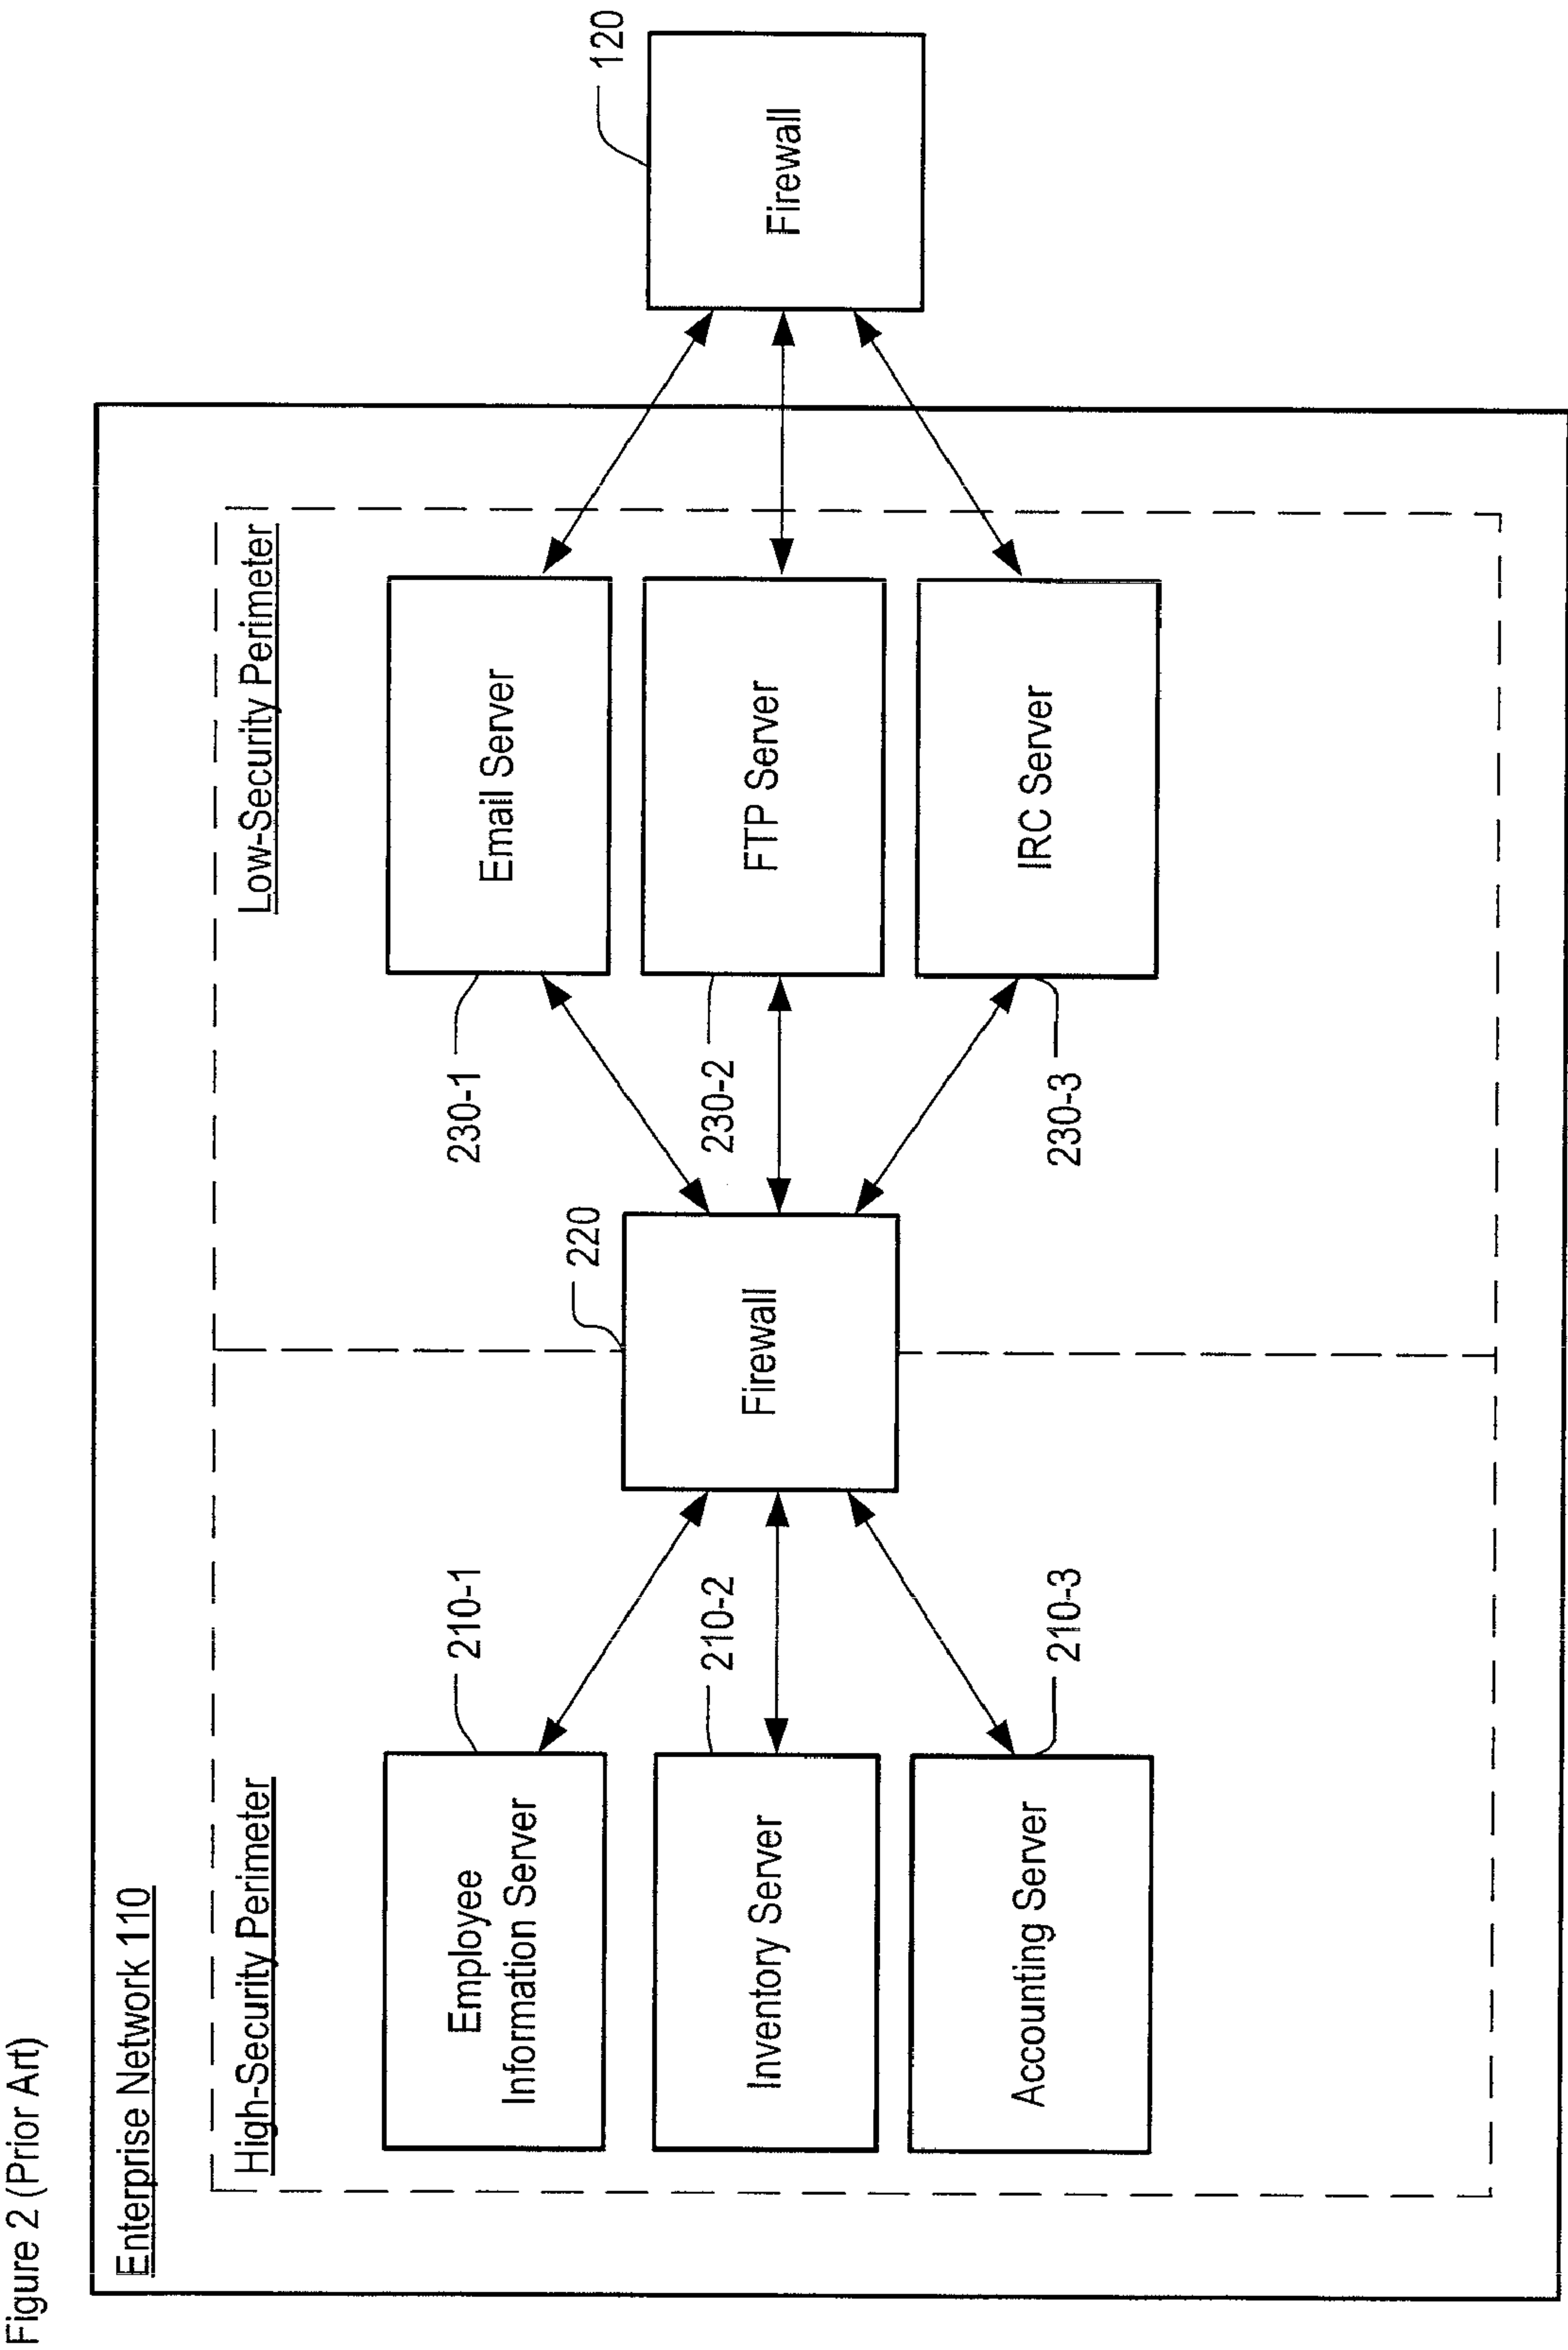 Figure 2 (Prior Art)
Enterprise Network 110
High-Security Perimeter
Low-Security Perimeter
Employee
Information Server
210-1
Inventory Server
210-2
Accounting Server
210-3
Firewall
220
Email Server
230-1
FTP Server
230-2
IRC Server
230-3
Firewall
120